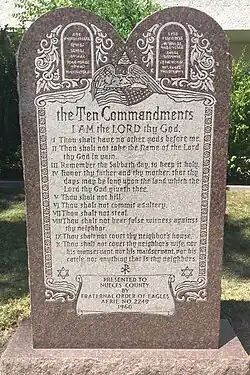 the Ten Commandments
I AM the LORD thy God.
I Thou shalt have no other gods before me.
II Thou shalt not take the Name of the Lord
thy God in vain.
III Remember the Sabbath day, to keep it holy.
IV Honor thy father and thy mother, that thy
days may be long upon the land which the
Lord thy God giveth thee.
V Thou shalt not kill.
VI Thou shalt not commit adultery.
VII Thou shalt not steal.
VIII Thou shalt not bear false witness against
thy neighbor.
IX Thou shalt not covet thy neighbor's house.
X Thou shalt not covet thy neighbor's wife, nor
his manservant, nor his maidservant, nor his
cattle, nor anything that is thy neighbor's.
PRESENTED TO
NUECES COUNTY
BY
FRATERNAL ORDER OF EAGLES
AERIE NO. 2249
1960